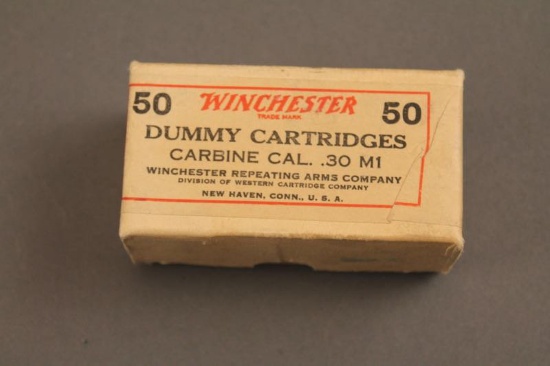 50 WINCHESTER 50
TRADE MARK
DUMMY CARTRIDGES
CARBINE CAL. .30 M1
WINCHESTER REPEATING ARMS COMPANY
DIVISION OF WESTERN CARTRIDGE COMPANY
NEW HAVEN, CONN., U. S. A.